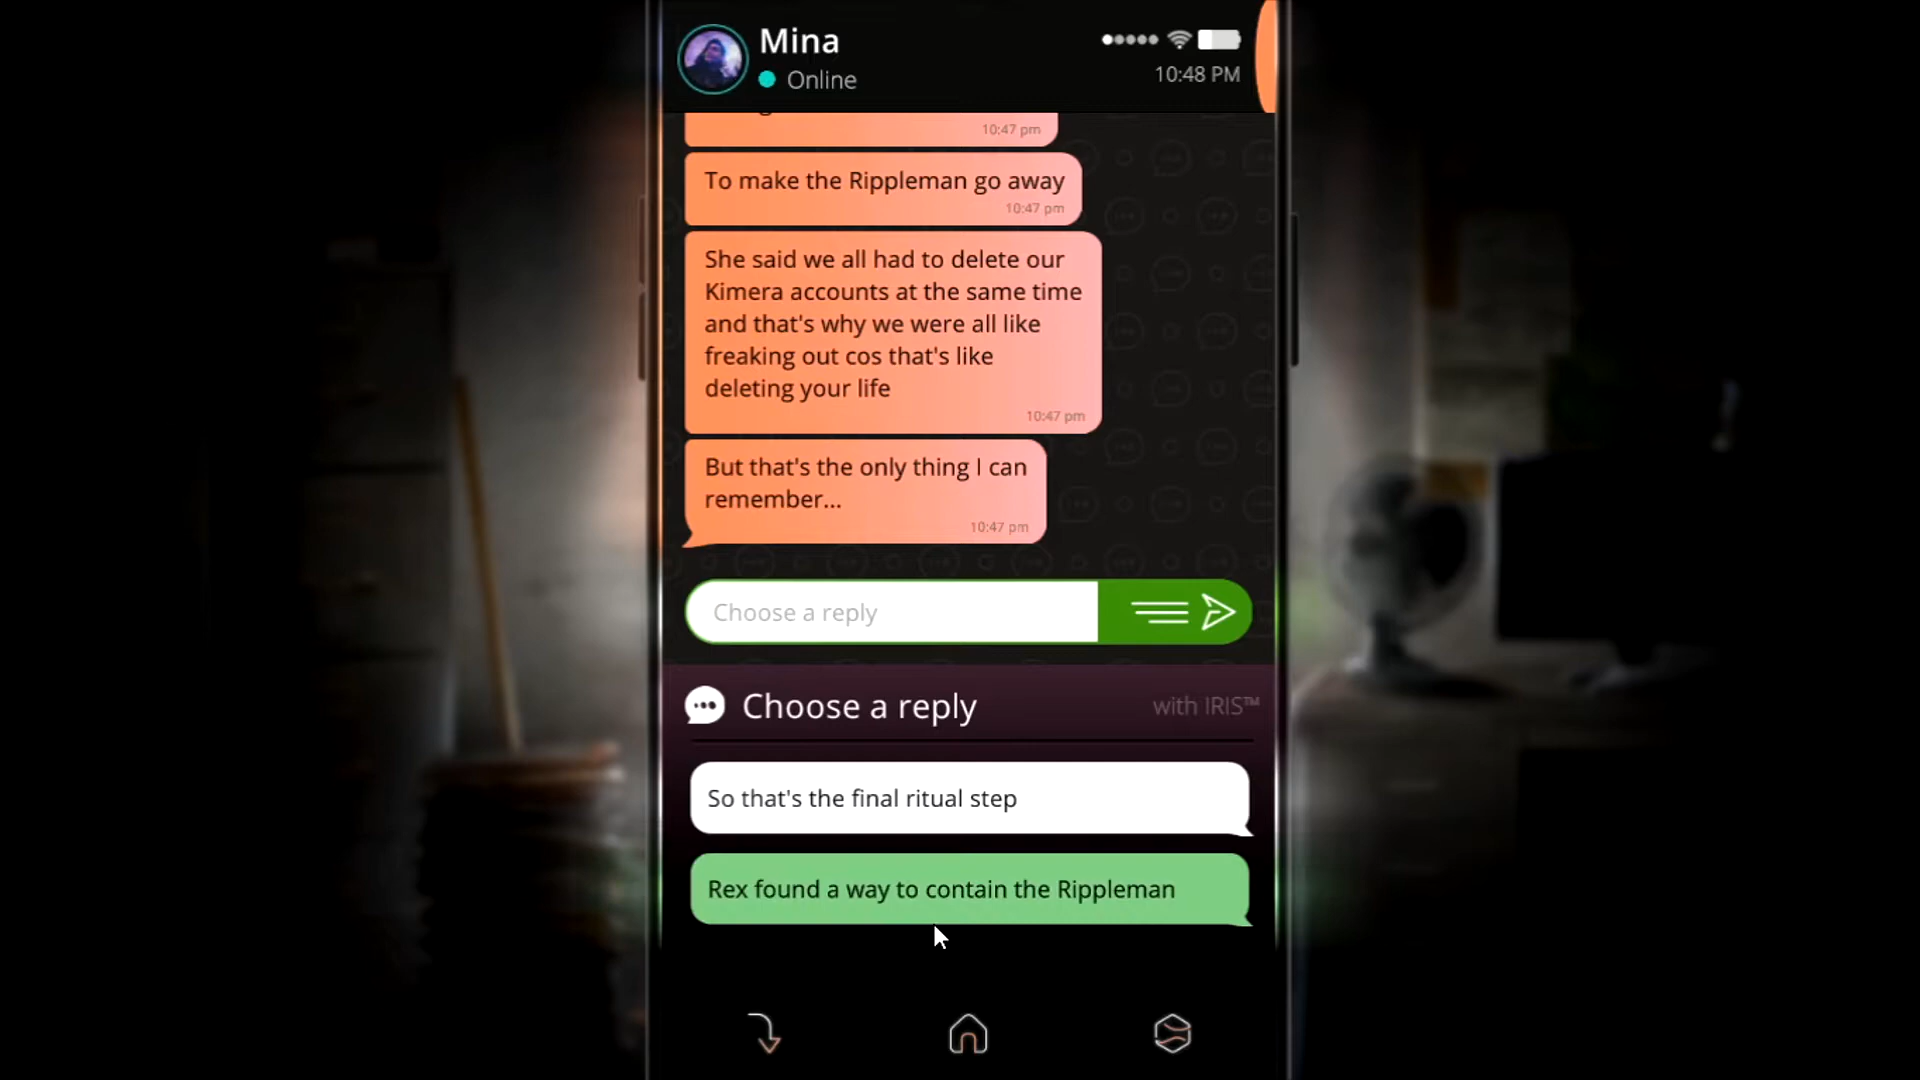 Mina
Online
10:48 PM
10:47 pm
To make the Rippleman go away
10:47 pm
She said we all had to delete our
Kimera accounts at the same time
and that's why we were all like
freaking out cos that's like
deleting your life
10:47 pm
But that's the only thing I can
remember...
10:47 pm
Choose a reply
Choose a reply
with IRIS™
So that's the final ritual step
Rex found a way to contain the Rippleman